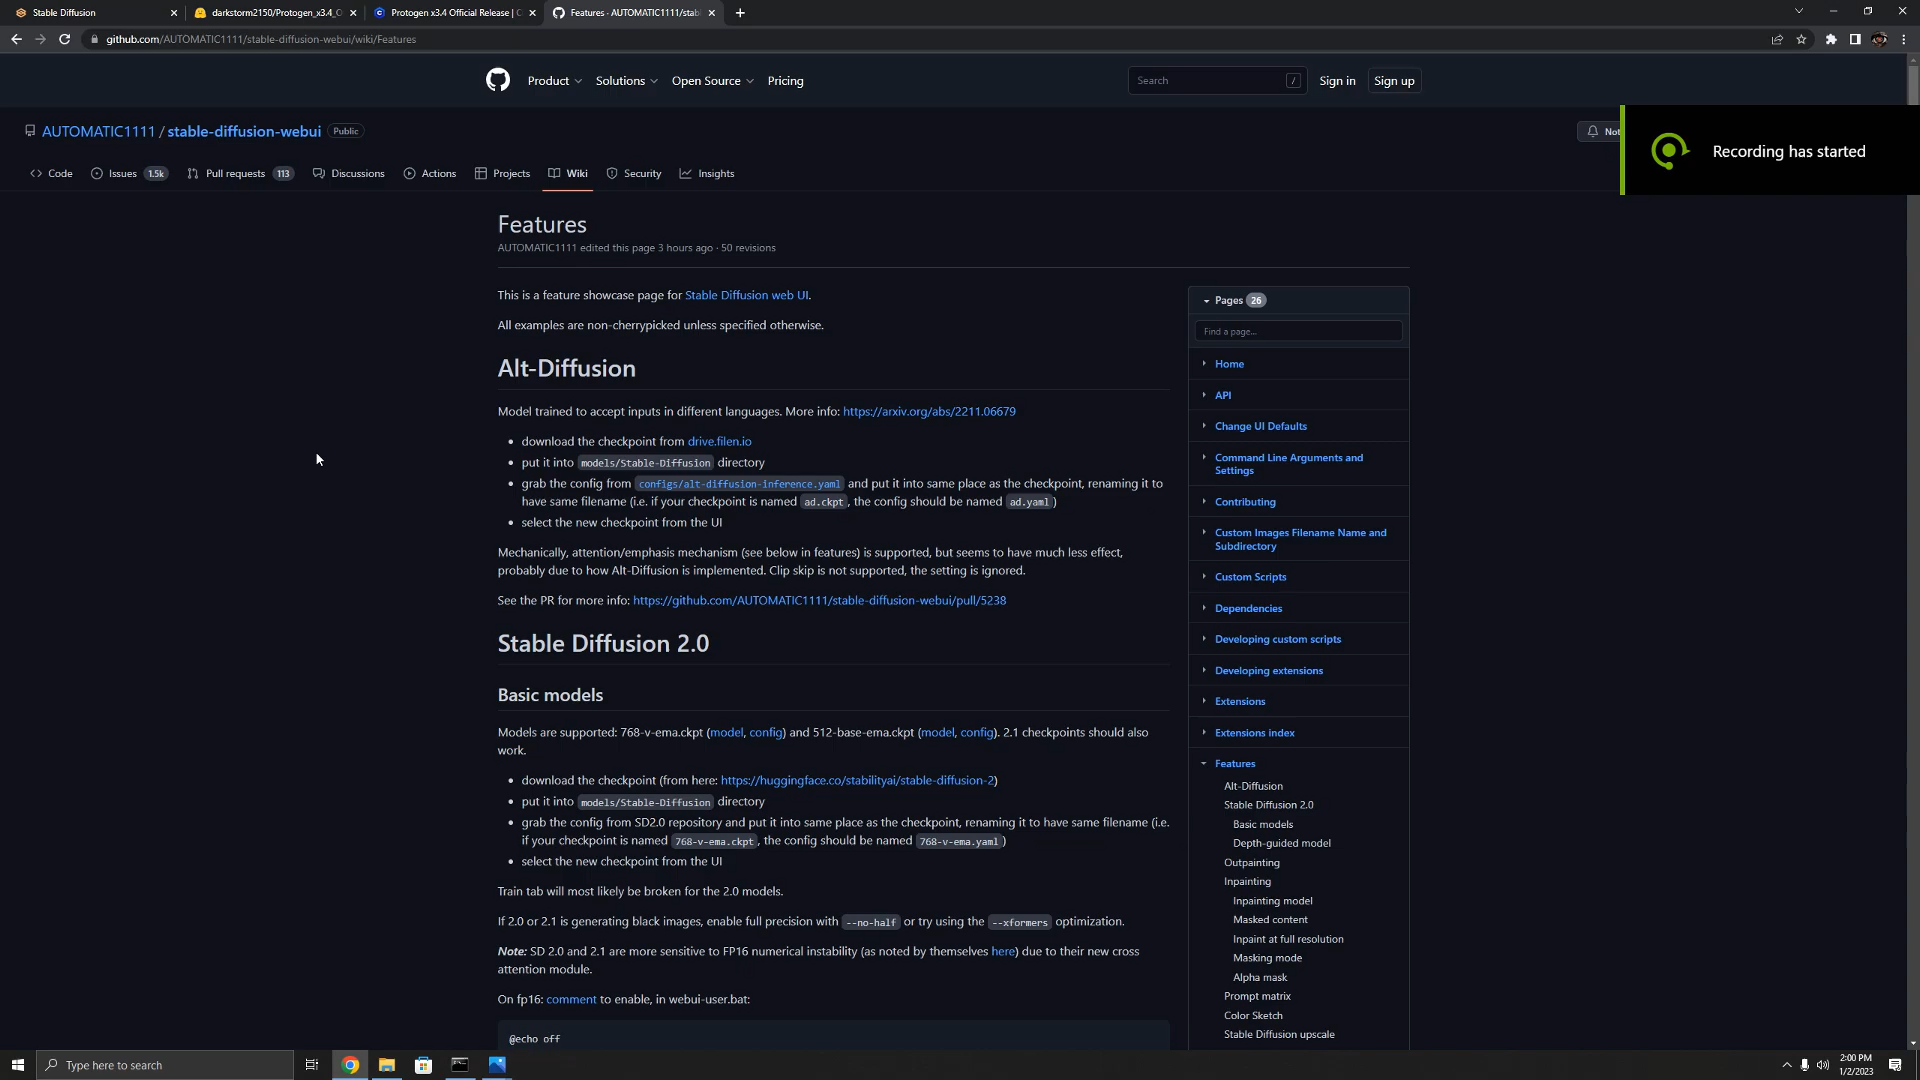 Stable Diffusion
darkstorm2150/Protogen_x3.4_O
Protogen x3.4 Official Release | C
Features · AUTOMATIC1111/stabl
github.com/AUTOMATIC1111/stable-diffusion-webui/wiki/Features
Product
Solutions
Open Source
Pricing
Search
/
Sign in
Sign up
AUTOMATIC1111 / stable-diffusion-webui
Public
Not
Recording has started
Code
Issues 1.5k
Pull requests 113
Discussions
Actions
Projects
Wiki
Security
Insights
Features
AUTOMATIC1111 edited this page 3 hours ago · 50 revisions
This is a feature showcase page for Stable Diffusion web UI.
All examples are non-cherrypicked unless specified otherwise.
Alt-Diffusion
Model trained to accept inputs in different languages. More info: https://arxiv.org/abs/2211.06679
• download the checkpoint from drive.filen.io
• put it into models/Stable-Diffusion directory
• grab the config from configs/alt-diffusion-inference.yaml and put it into same place as the checkpoint, renaming it to
have same filename (i.e. if your checkpoint is named ad.ckpt, the config should be named ad.yaml)
• select the new checkpoint from the UI
Mechanically, attention/emphasis mechanism (see below in features) is supported, but seems to have much less effect,
probably due to how Alt-Diffusion is implemented. Clip skip is not supported, the setting is ignored.
See the PR for more info: https://github.com/AUTOMATIC1111/stable-diffusion-webui/pull/5238
Stable Diffusion 2.0
Basic models
Models are supported: 768-v-ema.ckpt (model, config) and 512-base-ema.ckpt (model, config). 2.1 checkpoints should also
work.
• download the checkpoint (from here: https://huggingface.co/stabilityai/stable-diffusion-2)
• put it into models/Stable-Diffusion directory
• grab the config from SD2.0 repository and put it into same place as the checkpoint, renaming it to have same filename (i.e.
if your checkpoint is named 768-v-ema.ckpt, the config should be named 768-v-ema.yaml)
• select the new checkpoint from the UI
Train tab will most likely be broken for the 2.0 models.
If 2.0 or 2.1 is generating black images, enable full precision with --no-half or try using the --xformers optimization.
Note: SD 2.0 and 2.1 are more sensitive to FP16 numerical instability (as noted by themselves here) due to their new cross
attention module.
On fp16: comment to enable, in webui-user.bat:
@echo off
Pages 26
Find a page...
Home
API
Change UI Defaults
Command Line Arguments and
Settings
Contributing
Custom Images Filename Name and
Subdirectory
Custom Scripts
Dependencies
Developing custom scripts
Developing extensions
Extensions
Extensions index
Features
Alt-Diffusion
Stable Diffusion 2.0
Basic models
Depth-guided model
Outpainting
Inpainting
Inpainting model
Masked content
Inpaint at full resolution
Masking mode
Alpha mask
Prompt matrix
Color Sketch
Stable Diffusion upscale
Type here to search
2:00 PM
1/2/2023